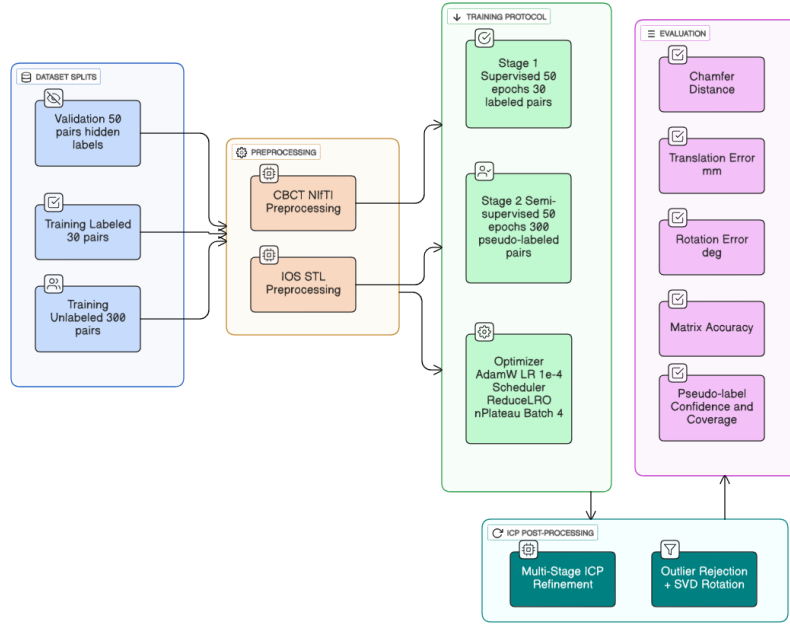 DATASET SPLITS
Validation 50
pairs hidden
labels
Training Labeled
30 pairs
Training
Unlabeled 300
pairs
PREPROCESSING
CBCT NIfTI
Preprocessing
IOS STL
Preprocessing
TRAINING PROTOCOL
Stage 1
Supervised 50
epochs 30
labeled pairs
Stage 2 Semi-
supervised 50
epochs 300
pseudo-labeled
pairs
Optimizer
AdamW LR 1e-4
Scheduler
ReduceLRO
nPlateau Batch 4
EVALUATION
Chamfer
Distance
Translation Error
mm
Rotation Error
deg
Matrix Accuracy
Pseudo-label
Confidence and
Coverage
ICP POST-PROCESSING
Multi-Stage ICP
Refinement
Outlier Rejection
+ SVD Rotation